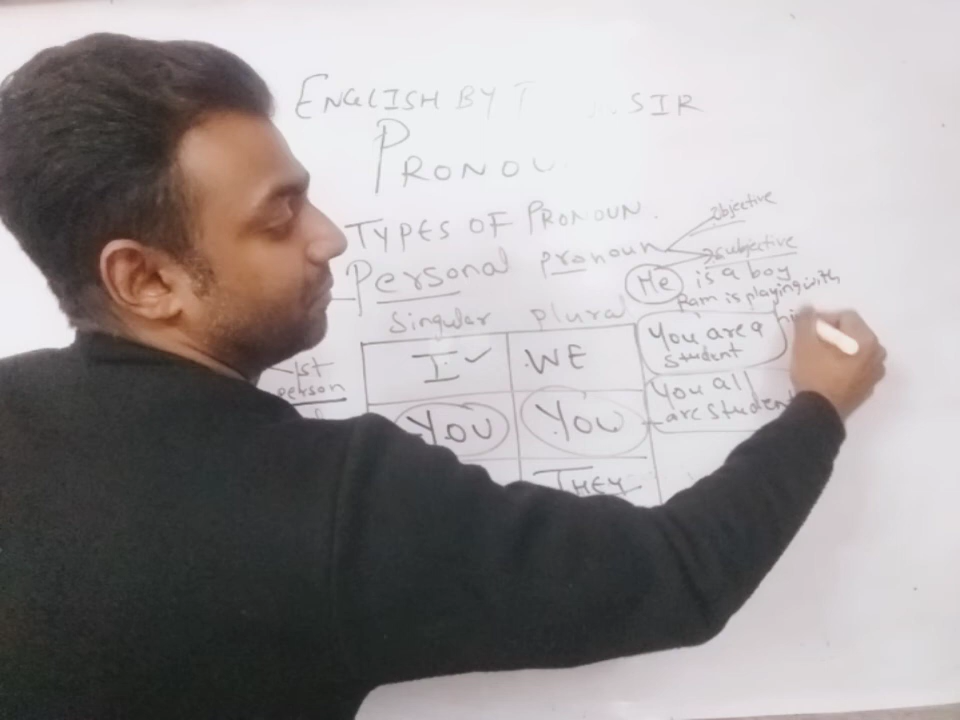 ENGLISH BY T SIR
PRONOU
TYPES OF PRONOUN.
Personal pronoun
Objective
subjective
He is a boy
Ram is playing with
Singular plural
1st person
I WE
You are a student
YOU YOU
You all are student
THEY